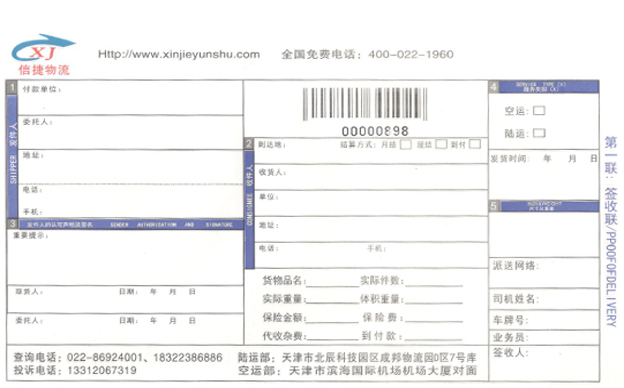 XJ
信捷物流
Http://www.xinjieyunshu.com 全国免费电话：400-022-1960
1 付款单位：
委托人：
地址：
电话：
手机：
SHIPPER 发件人
00000898
2 到达地： 结算方式：月结 现结 到付
收货人：
单位：
地址：
电话： 手机：
CONSIGNEE 收件人
3 发件人的认可声明及签名 SENDER AUTHORISATION AND SIGNATURE
重要提示：
取货人： 日期： 年 月 日
委托人： 日期： 年 月 日
货物品名： 实际件数：
实际重量： 体积重量：
保险金额： 保险费：
代收杂费： 到付款：
4 SERVICE TYPE (X)
服务类别 (X)
空运：
陆运：
发货时间： 年 月 日
5
派送网络：
司机姓名：
车牌号：
业务员：
签收人：
第一联：签收联/PPOOFOFDELIVERY
查询电话：022-86924001、18322386886 陆运部：天津市北辰科技园区成邦物流园D区7号库
投诉电话：13312067319 空运部：天津市滨海国际机场机场大厦对面